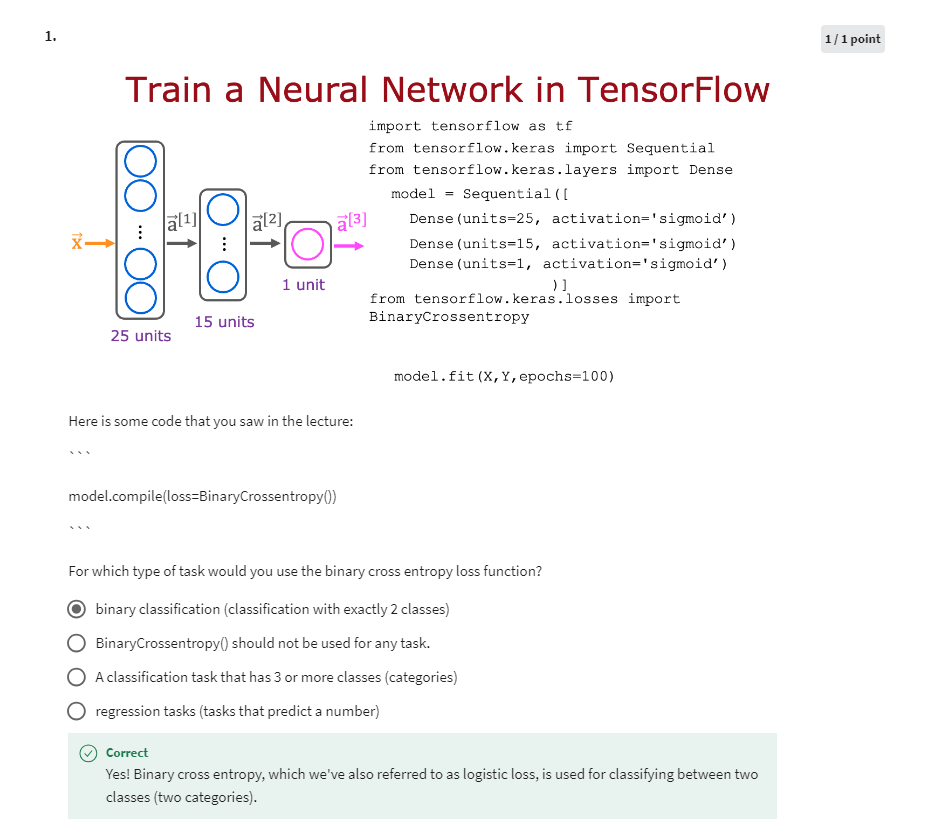 1.
1 / 1 point
Train a Neural Network in TensorFlow
import tensorflow as tf
from tensorflow.keras import Sequential
from tensorflow.keras.layers import Dense
model = Sequential([
Dense(units=25, activation='sigmoid’)
Dense(units=15, activation='sigmoid’)
Dense(units=1, activation='sigmoid’)
)]
from tensorflow.keras.losses import
BinaryCrossentropy
model.fit(X,Y,epochs=100)
x⃗
a⃗[1]
a⃗[2]
a⃗[3]
25 units
15 units
1 unit
Here is some code that you saw in the lecture:
```
model.compile(loss=BinaryCrossentropy())
```
For which type of task would you use the binary cross entropy loss function?
binary classification (classification with exactly 2 classes)
BinaryCrossentropy() should not be used for any task.
A classification task that has 3 or more classes (categories)
regression tasks (tasks that predict a number)
Correct
Yes! Binary cross entropy, which we've also referred to as logistic loss, is used for classifying between two
classes (two categories).